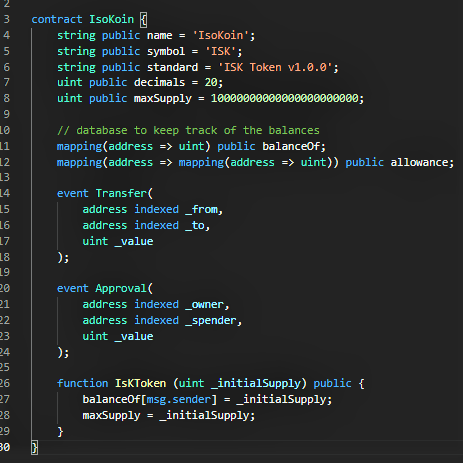 2
3 contract IsoKoin {
4 string public name = 'IsoKoin';
5 string public symbol = 'ISK';
6 string public standard = 'ISK Token v1.0.0';
7 uint public decimals = 20;
8 uint public maxSupply = 10000000000000000000000;
9
10 // database to keep track of the balances
11 mapping(address => uint) public balanceOf;
12 mapping(address => mapping(address => uint)) public allowance;
13
14 event Transfer(
15 address indexed _from,
16 address indexed _to,
17 uint _value
18 );
19
20 event Approval(
21 address indexed _owner,
22 address indexed _spender,
23 uint _value
24 );
25
26 function IsKToken (uint _initialSupply) public {
27 balanceOf[msg.sender] = _initialSupply;
28 maxSupply = _initialSupply;
29 }
30 }